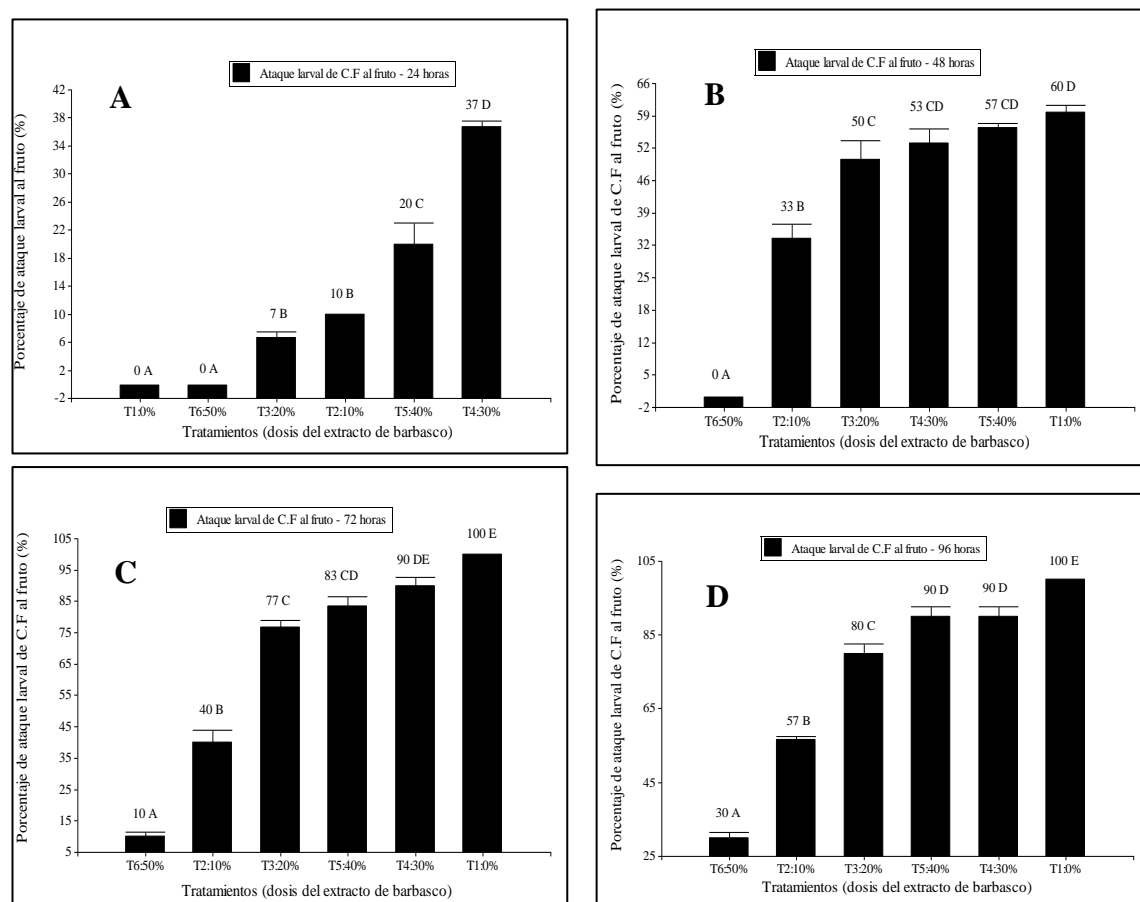 A
Ataque larval de C.F al fruto - 24 horas
Porcentaje de ataque larval al fruto (%)
42
38
34
30
26
22
18
14
10
6
2
-2
0 A
0 A
7 B
10 B
20 C
37 D
T1:0%
T6:50%
T3:20%
T2:10%
T5:40%
T4:30%
Tratamientos (dosis del extracto de barbasco)
B
Ataque larval de C.F al fruto - 48 horas
Porcentaje de ataque larval de C.F al fruto (%)
66
59
52
46
39
32
25
18
12
5
-2
0 A
33 B
50 C
53 CD
57 CD
60 D
T6:50%
T2:10%
T3:20%
T4:30%
T5:40%
T1:0%
Tratamientos (dosis del extracto de barbasco)
C
Ataque larval de C.F al fruto - 72 horas
Porcentaje de ataque larval de C.F al fruto (%)
105
95
85
75
65
55
45
35
25
15
5
10 A
40 B
77 C
83 CD
90 DE
100 E
T6:50%
T2:10%
T3:20%
T5:40%
T4:30%
T1:0%
Tratamientos (dosis del extracto de barbasco)
D
Ataque larval de C.F al fruto - 96 horas
Porcentaje de ataque larval de C.F al fruto (%)
105
85
65
45
25
30 A
57 B
80 C
90 D
90 D
100 E
T6:50%
T2:10%
T3:20%
T5:40%
T4:30%
T1:0%
Tratamientos (dosis del extracto de barbasco)